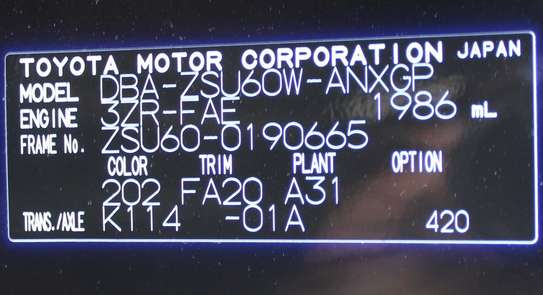 TOYOTA MOTOR CORPORATION JAPAN
MODEL DBA-ZSU60W-ANXGP
ENGINE 3ZR-FAE 1986 mL
FRAME No. ZSU60-0190665
COLOR TRIM PLANT OPTION
202 FA20 A31
TRANS./AXLE K114 -01A 420